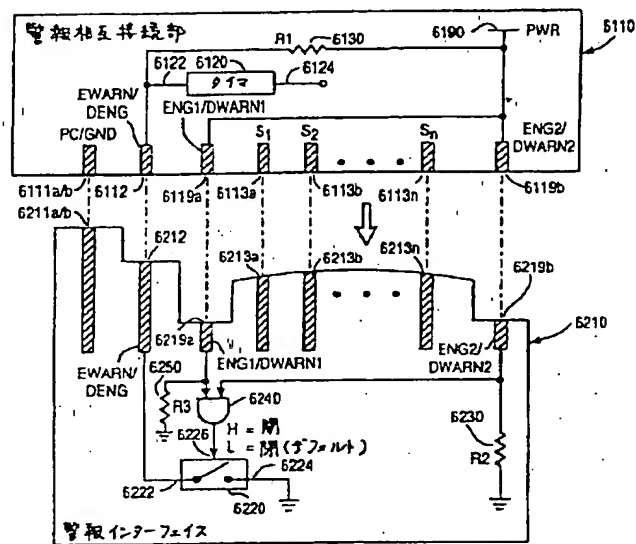 警報相互接続部
6190
PWR
R1
6130
6110
6122
6120
6124
タイマ
EWARN/
DENG
ENG1/DWARN1
PC/GND
S1
S2
Sn
ENG2/
DWARN2
6111a/b
6112
6119a
6113a
6113b
6113n
6119b
6211a/b
6212
6213a
6213b
6213n
6219b
6219a
6210
EWARN/
DENG
ENG1/DWARN1
ENG2/
DWARN2
6250
R3
6240
H = 閉
L = 開(デフォルト)
6226
6230
R2
6222
6224
6220
警報インターフェイス